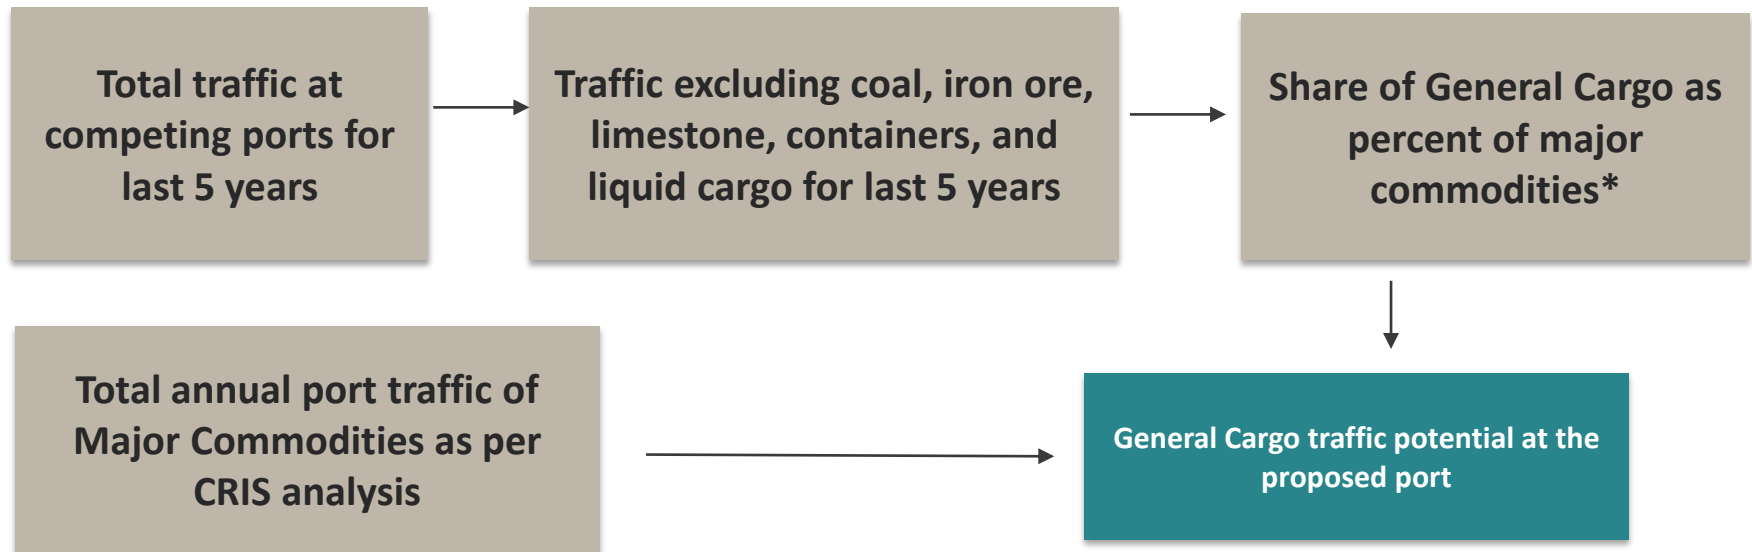 Total traffic at
competing ports for
last 5 years
Traffic excluding coal, iron ore,
limestone, containers, and
liquid cargo for last 5 years
Share of General Cargo as
percent of major
commodities*
Total annual port traffic of
Major Commodities as per
CRIS analysis
General Cargo traffic potential at the
proposed port